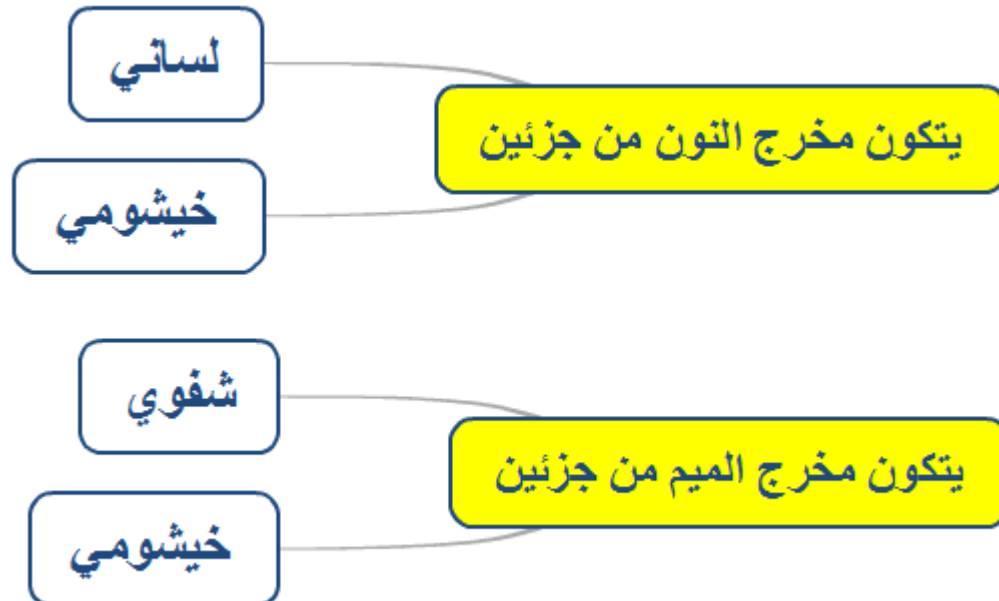 يتكون مخرج النون من جزئين
لساني
خيشومي
يتكون مخرج الميم من جزئين
شفوي
خيشومي